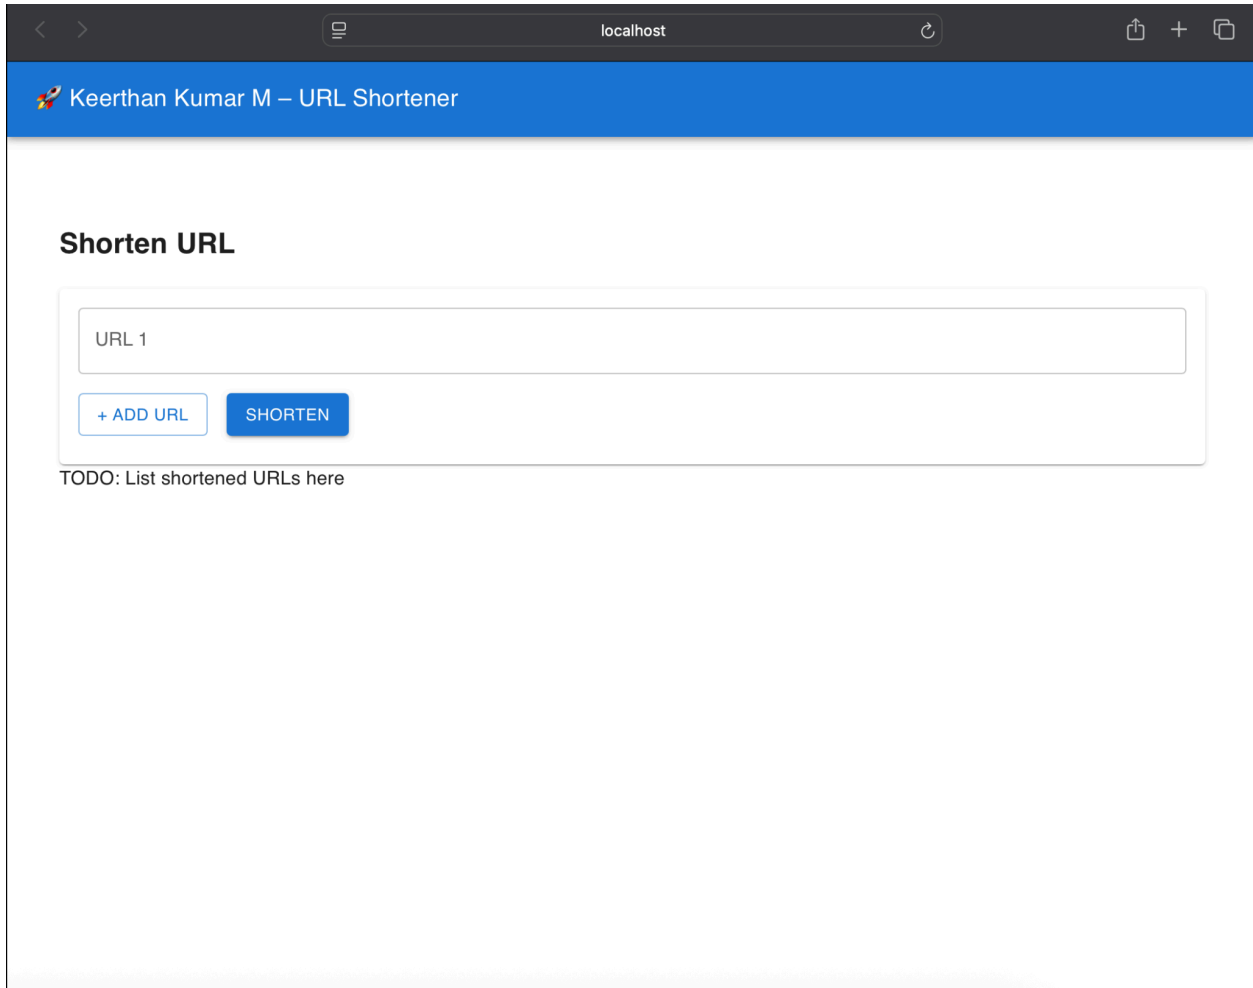 localhost
🚀 Keerthan Kumar M – URL Shortener
Shorten URL
URL 1
+ ADD URL
SHORTEN
TODO: List shortened URLs here